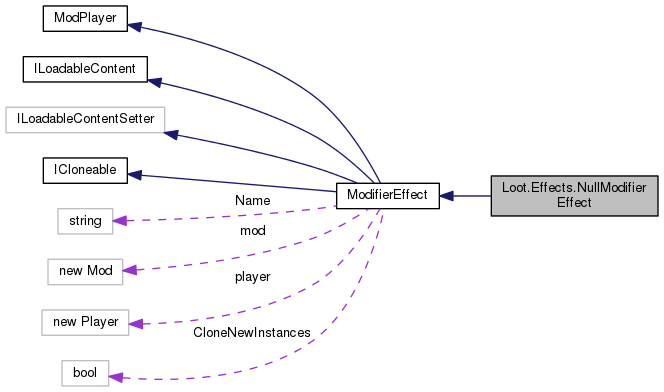 ModPlayer
ILoadableContent
ILoadableContentSetter
ICloneable
ModifierEffect
Loot.Effects.NullModifier
Effect
string
Name
mod
new Mod
player
new Player
CloneNewInstances
bool